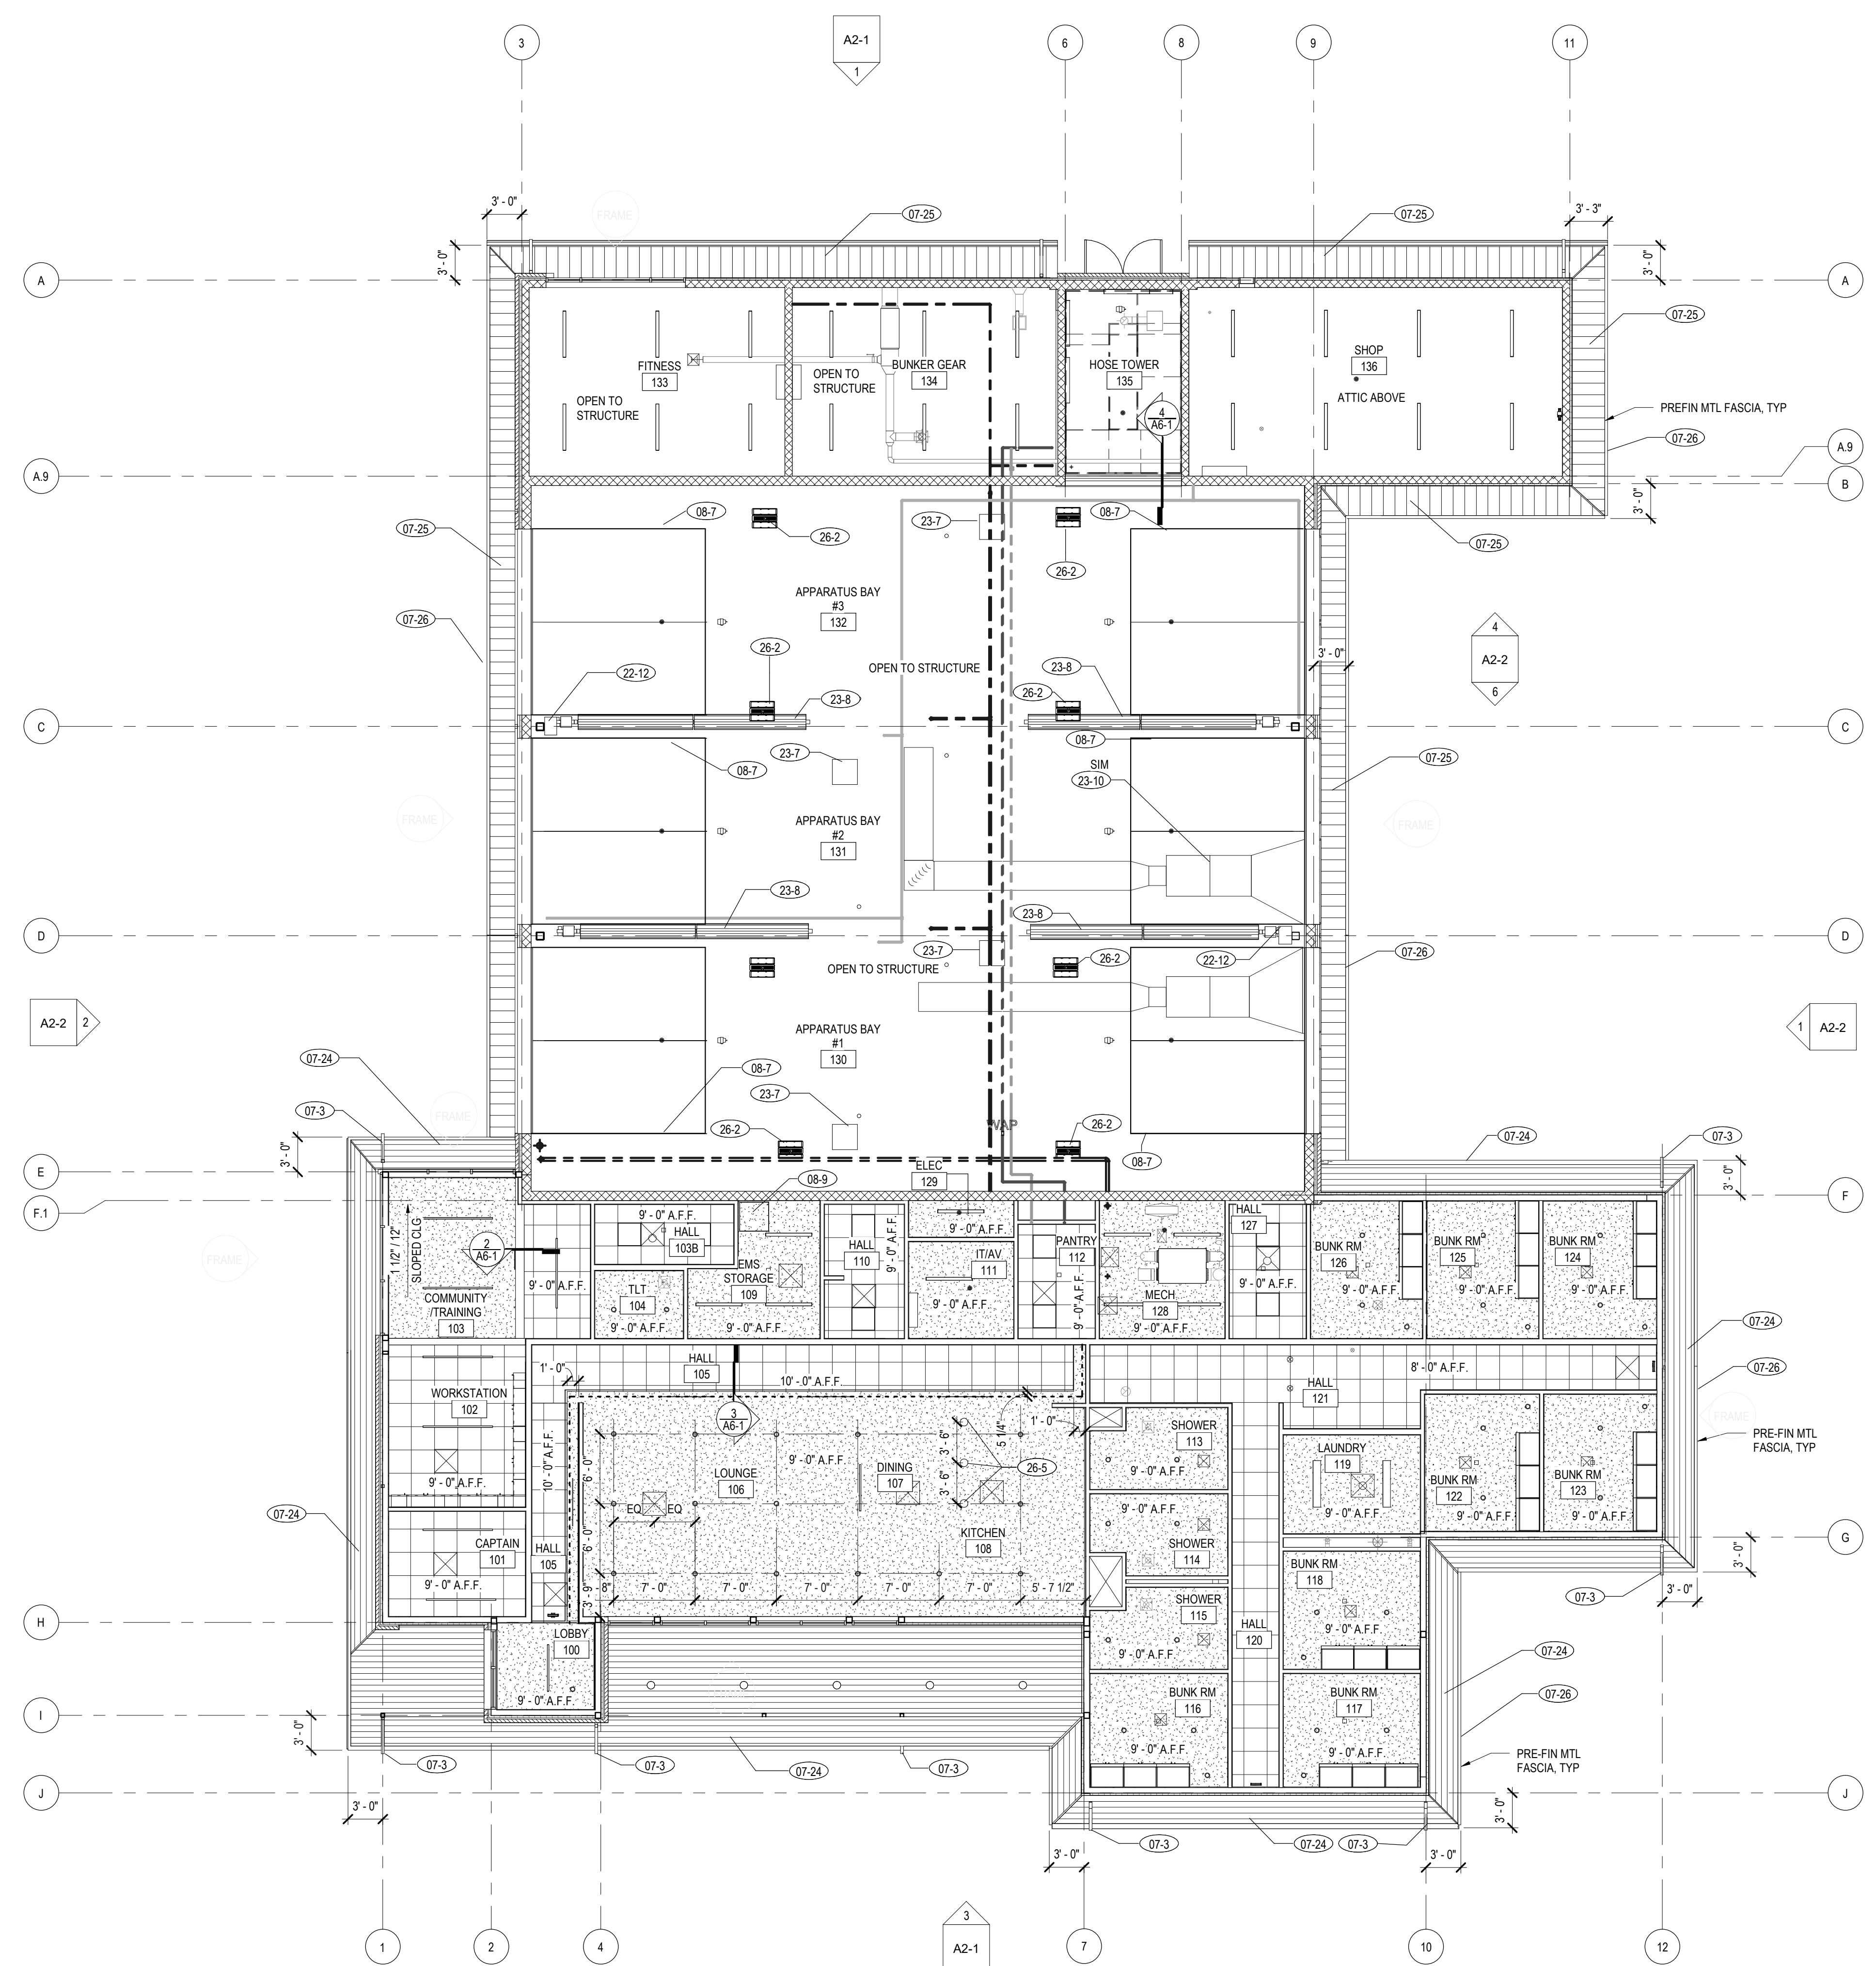 A2-1
1
3
6
8
9
11
3' - 0"
FRAME
07-25
07-25
3' - 3"
3' - 0"
3' - 0"
A
A
07-25
FITNESS
133
OPEN TO
STRUCTURE
OPEN TO
STRUCTURE
BUNKER GEAR
134
HOSE TOWER
135
4
A6-1
SHOP
136
ATTIC ABOVE
PREFIN MTL FASCIA, TYP
07-26
A.9
A.9
B
3' - 0"
07-25
08-7
26-2
23-7
26-2
08-7
07-25
07-25
APPARATUS BAY
#3
132
07-26
26-2
OPEN TO STRUCTURE
22-12
23-8
23-8
26-2
3' - 0"
4
A2-2
6
C
C
08-7
23-7
08-7
SIM
23-10
07-25
APPARATUS BAY
#2
131
FRAME
FRAME
23-8
23-8
D
D
23-7
OPEN TO STRUCTURE
26-2
22-12
07-26
A2-2
2
1
A2-2
APPARATUS BAY
#1
130
07-24
08-7
23-7
07-3
FRAME
26-2
WAP
26-2
08-7
07-24
07-3
3' - 0"
E
F.1
ELEC
129
9' - 0" A.F.F.
08-9
3' - 0"
F
1 1/2" / 12"
SLOPED CLG
2
A6-1
FRAME
9' - 0" A.F.F.
9' - 0" A.F.F.
HALL
103B
EMS
STORAGE
109
9' - 0" A.F.F.
TLT
104
9' - 0" A.F.F.
HALL
110
9' - 0" A.F.F.
IT/AV
111
9' - 0" A.F.F.
PANTRY
112
9' - 0" A.F.F.
MECH
128
9' - 0" A.F.F.
HALL
127
9' - 0" A.F.F.
BUNK RM
126
9' - 0" A.F.F.
BUNK RM
125
9' - 0" A.F.F.
BUNK RM
124
9' - 0" A.F.F.
COMMUNITY
/TRAINING
103
07-24
07-26
FRAME
PRE-FIN MTL
FASCIA, TYP
HALL
105
1' - 0"
10' - 0" A.F.F.
8' - 0" A.F.F.
HALL
121
WORKSTATION
102
9' - 0" A.F.F.
3
A6-1
10' - 0" A.F.F.
9' - 0" A.F.F.
LOUNGE
106
DINING
107
3' - 6"
3' - 6"
5 1/4"
1' - 0"
26-5
6' - 0"
6' - 0"
3' - 9"
EQ
EQ
KITCHEN
108
8"
7' - 0"
7' - 0"
7' - 0"
7' - 0"
7' - 0"
5' - 7 1/2"
SHOWER
113
9' - 0" A.F.F.
LAUNDRY
119
9' - 0" A.F.F.
BUNK RM
122
9' - 0" A.F.F.
BUNK RM
123
9' - 0" A.F.F.
07-24
9' - 0" A.F.F.
SHOWER
114
CAPTAIN
101
9' - 0" A.F.F.
HALL
105
G
3' - 0"
3' - 0"
07-3
BUNK RM
118
9' - 0" A.F.F.
SHOWER
115
9' - 0" A.F.F.
HALL
120
H
LOBBY
100
9' - 0" A.F.F.
07-24
07-26
BUNK RM
116
9' - 0" A.F.F.
BUNK RM
117
9' - 0" A.F.F.
I
3' - 0"
07-3
07-3
07-24
07-3
PRE-FIN MTL
FASCIA, TYP
J
J
3' - 0"
3' - 0"
07-3
07-24
07-3
3' - 0"
3' - 0"
1
2
4
3
A2-1
7
10
12